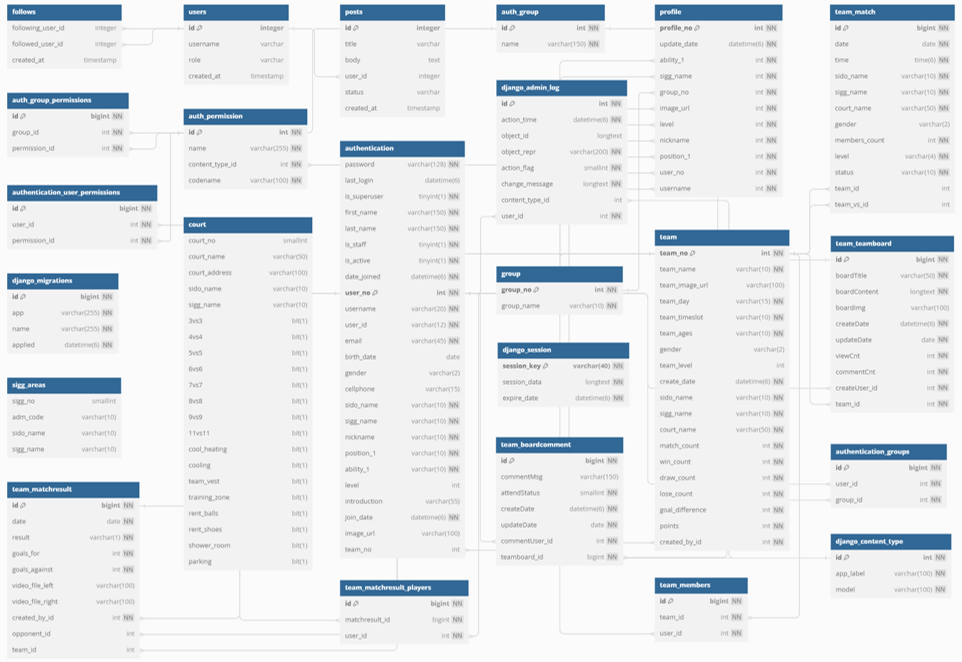 follows
following_user_id integer
followed_user_id integer
created_at timestamp
auth_group_permissions
id bigint NN
group_id int NN
permission_id int NN
authentication_user_permissions
id bigint NN
user_id int NN
permission_id int NN
django_migrations
id bigint NN
app varchar(255) NN
name varchar(255) NN
applied datetime(6) NN
sigg_areas
sigg_no smallint
adm_code varchar(10)
sido_name varchar(10)
sigg_name varchar(10)
team_matchresult
id bigint NN
date date NN
result varchar(1) NN
goals_for int NN
goals_against int NN
video_file_left varchar(100)
video_file_right varchar(100)
created_by_id int NN
opponent_id int
team_id int
users
id integer
username varchar
role varchar
created_at timestamp
auth_permission
id int NN
name varchar(255) NN
content_type_id int NN
codename varchar(100) NN
court
court_no smallint
court_name varchar(50)
court_address varchar(100)
sido_name varchar(10)
sigg_name varchar(10)
3vs3 bit(1)
4vs4 bit(1)
5vs5 bit(1)
6vs6 bit(1)
7vs7 bit(1)
8vs8 bit(1)
9vs9 bit(1)
11vs11 bit(1)
cool_heating bit(1)
cooling bit(1)
team_vest bit(1)
training_zone bit(1)
rent_balls bit(1)
rent_shoes bit(1)
shower_room bit(1)
parking bit(1)
posts
id integer
title varchar
body text
user_id integer
status varchar
created_at timestamp
authentication
password varchar(128) NN
last_login datetime(6)
is_superuser tinyint(1) NN
first_name varchar(150) NN
last_name varchar(150) NN
is_staff tinyint(1) NN
is_active tinyint(1) NN
date_joined datetime(6) NN
user_no int NN
username varchar(20) NN
user_id varchar(12) NN
email varchar(45) NN
birth_date date
gender varchar(2)
cellphone varchar(15)
sido_name varchar(10) NN
sigg_name varchar(10) NN
nickname varchar(10) NN
position_1 varchar(10) NN
ability_1 varchar(10) NN
level int
introduction varchar(55)
join_date datetime(6) NN
image_url varchar(100)
team_no int
team_matchresult_players
id bigint NN
matchresult_id bigint NN
user_id int NN
auth_group
id int NN
name varchar(150) NN
django_admin_log
id int NN
action_time datetime(6) NN
object_id longtext
object_repr varchar(200) NN
action_flag smallint NN
change_message longtext NN
content_type_id int
user_id int NN
group
group_no int NN
group_name varchar(10) NN
django_session
session_key varchar(40) NN
session_data longtext NN
expire_date datetime(6) NN
team_boardcomment
id bigint NN
commentMsg varchar(150)
attendStatus smallint NN
createDate datetime(6) NN
updateDate date NN
commentUser_id int NN
teamboard_id bigint NN
profile
profile_no int NN
update_date datetime(6) NN
ability_1 int NN
sigg_name int NN
group_no int NN
image_url int NN
level int NN
nickname int NN
position_1 int NN
user_no int NN
username int NN
team
team_no int NN
team_name varchar(10) NN
team_image_url varchar(100)
team_day varchar(15) NN
team_timeslot varchar(10) NN
team_ages varchar(10) NN
gender varchar(2)
team_level int
create_date datetime(6) NN
sido_name varchar(10) NN
sigg_name varchar(10) NN
court_name varchar(50) NN
match_count int NN
win_count int NN
draw_count int NN
lose_count int NN
goal_difference int NN
points int NN
created_by_id int NN
team_members
id bigint NN
team_id int NN
user_id int NN
team_match
id bigint NN
date date NN
time time(6) NN
sido_name varchar(10) NN
sigg_name varchar(10) NN
court_name varchar(50) NN
gender varchar(2)
members_count int NN
level varchar(4) NN
status varchar(10) NN
team_id int
team_vs_id int
team_teamboard
id bigint NN
boardTitle varchar(50) NN
boardContent longtext NN
boardImg varchar(100)
createDate datetime(6) NN
updateDate date NN
viewCnt int NN
commentCnt int NN
createUser_id int NN
team_id int NN
authentication_groups
id bigint NN
user_id int NN
group_id int NN
django_content_type
id int NN
app_label varchar(100) NN
model varchar(100) NN